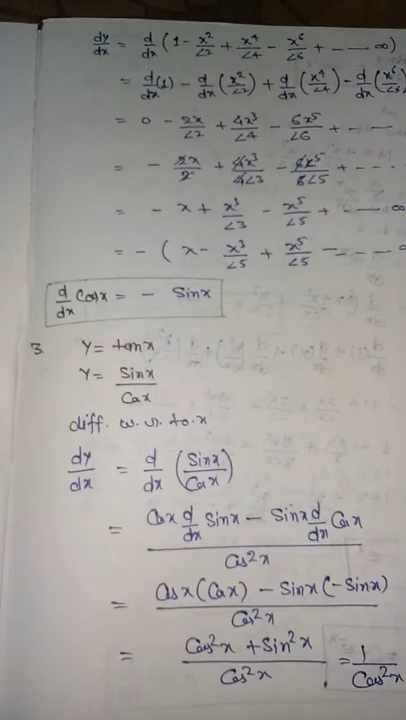 dy/dx = d/dx (1 - x²/∠2 + x⁴/∠4 - x⁶/∠6 + - — — ∞)
= d/dx (1) - d/dx (x²/∠2) + d/dx (x⁴/∠4) - d/dx (x⁶/∠6
= 0 - 2x/∠2 + 4x³/∠4 - 6x⁵/∠6 + - - -
= - 2x/2 + 4x³/4∠3 - 6x⁵/6∠5 + - - -
= - x + x³/∠3 - x⁵/∠5 + - - - ∞
= - ( x - x³/∠5 + x⁵/∠5 - - - - ∞
d/dx Cosx = - Sinx
3. Y = tanx
Y = Sinx/Cosx
diff. w.r.to.x
dy/dx = d/dx (Sinx/Cosx)
= (Cosx d/dx Sinx - Sinx d/dx Cosx)/Cos²x
= (Cosx(Cosx) - Sinx(-Sinx))/Cos²x
= (Cos²x + Sin²x)/Cos²x = 1/Cos²x